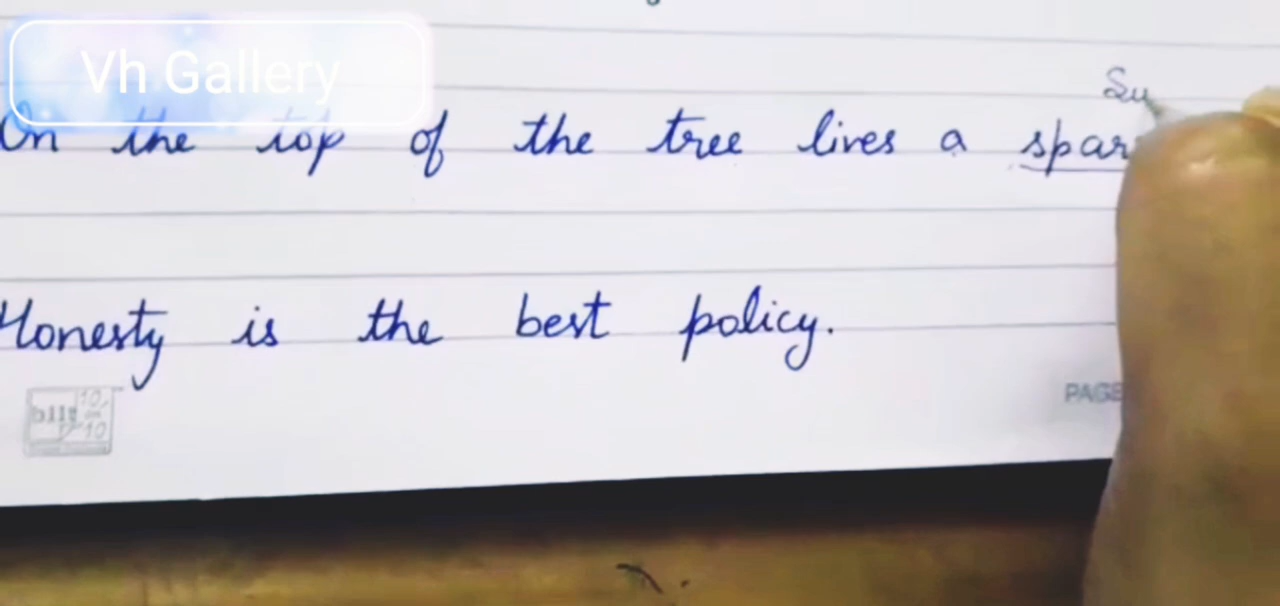 Vh Gallery
Su
On the top of the tree lives a spar
Honesty is the best policy.
PAGE